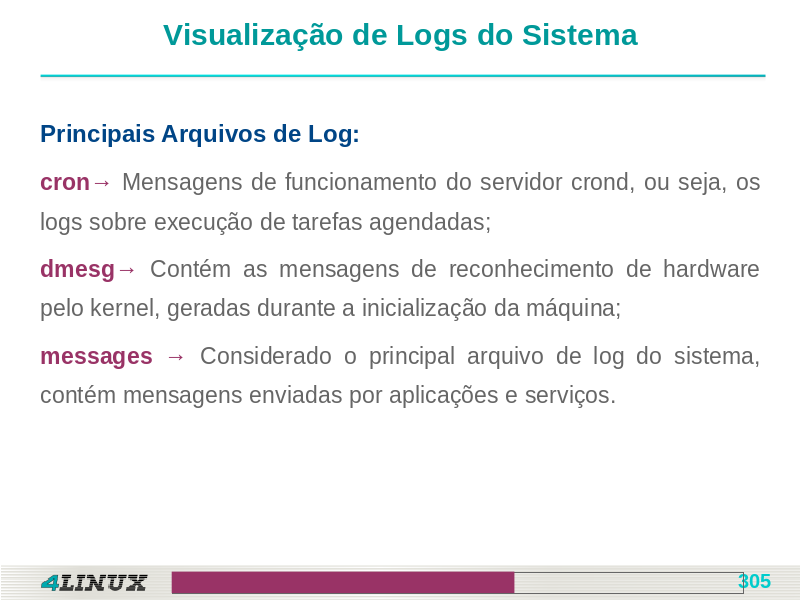 Visualização de Logs do Sistema
Principais Arquivos de Log:
cron→ Mensagens de funcionamento do servidor crond, ou seja, os
logs sobre execução de tarefas agendadas;
dmesg→ Contém as mensagens de reconhecimento de hardware
pelo kernel, geradas durante a inicialização da máquina;
messages → Considerado o principal arquivo de log do sistema,
contém mensagens enviadas por aplicações e serviços.
4LINUX
305